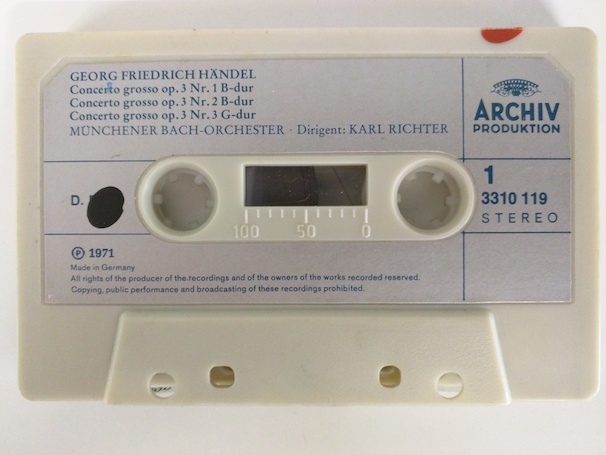 GEORG FRIEDRICH HÄNDEL
Concerto grosso op. 3 Nr. 1 B-dur
Concerto grosso op. 3 Nr. 2 B-dur
Concerto grosso op. 3 Nr. 3 G-dur
MÜNCHENER BACH-ORCHESTER · Dirigent: KARL RICHTER
ARCHIV
PRODUKTION
1
3310 119
STEREO
D.
100 50 0
℗ 1971
Made in Germany
All rights of the producer of the recordings and of the owners of the works recorded reserved.
Copying, public performance and broadcasting of these recordings prohibited.